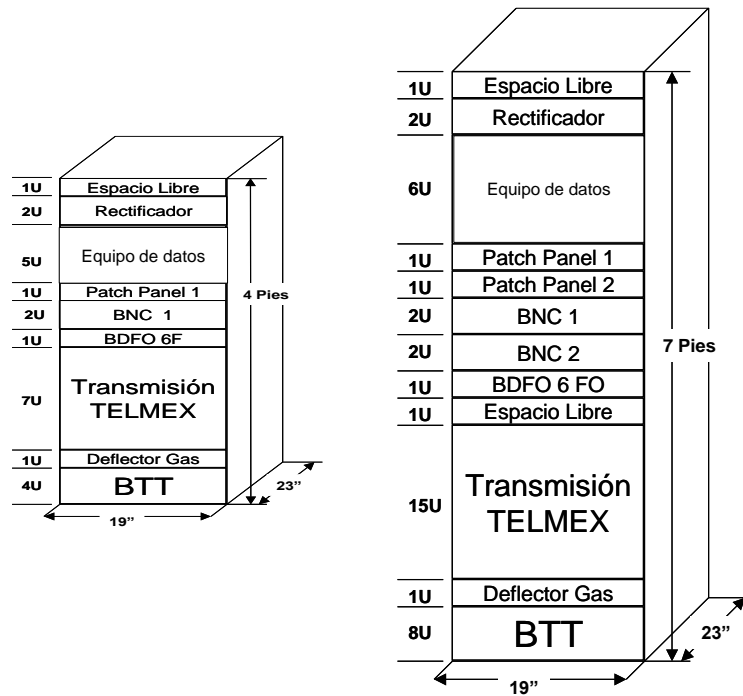 1U Espacio Libre
2U Rectificador
5U Equipo de datos
1U Patch Panel 1
2U BNC 1
1U BDFO 6F
7U Transmisión
TELMEX
1U Deflector Gas
4U BTT
4 Pies
19”
23”
1U Espacio Libre
2U Rectificador
6U Equipo de datos
1U Patch Panel 1
1U Patch Panel 2
2U BNC 1
2U BNC 2
1U BDFO 6 FO
1U Espacio Libre
15U Transmisión
TELMEX
1U Deflector Gas
8U BTT
7 Pies
19”
23”